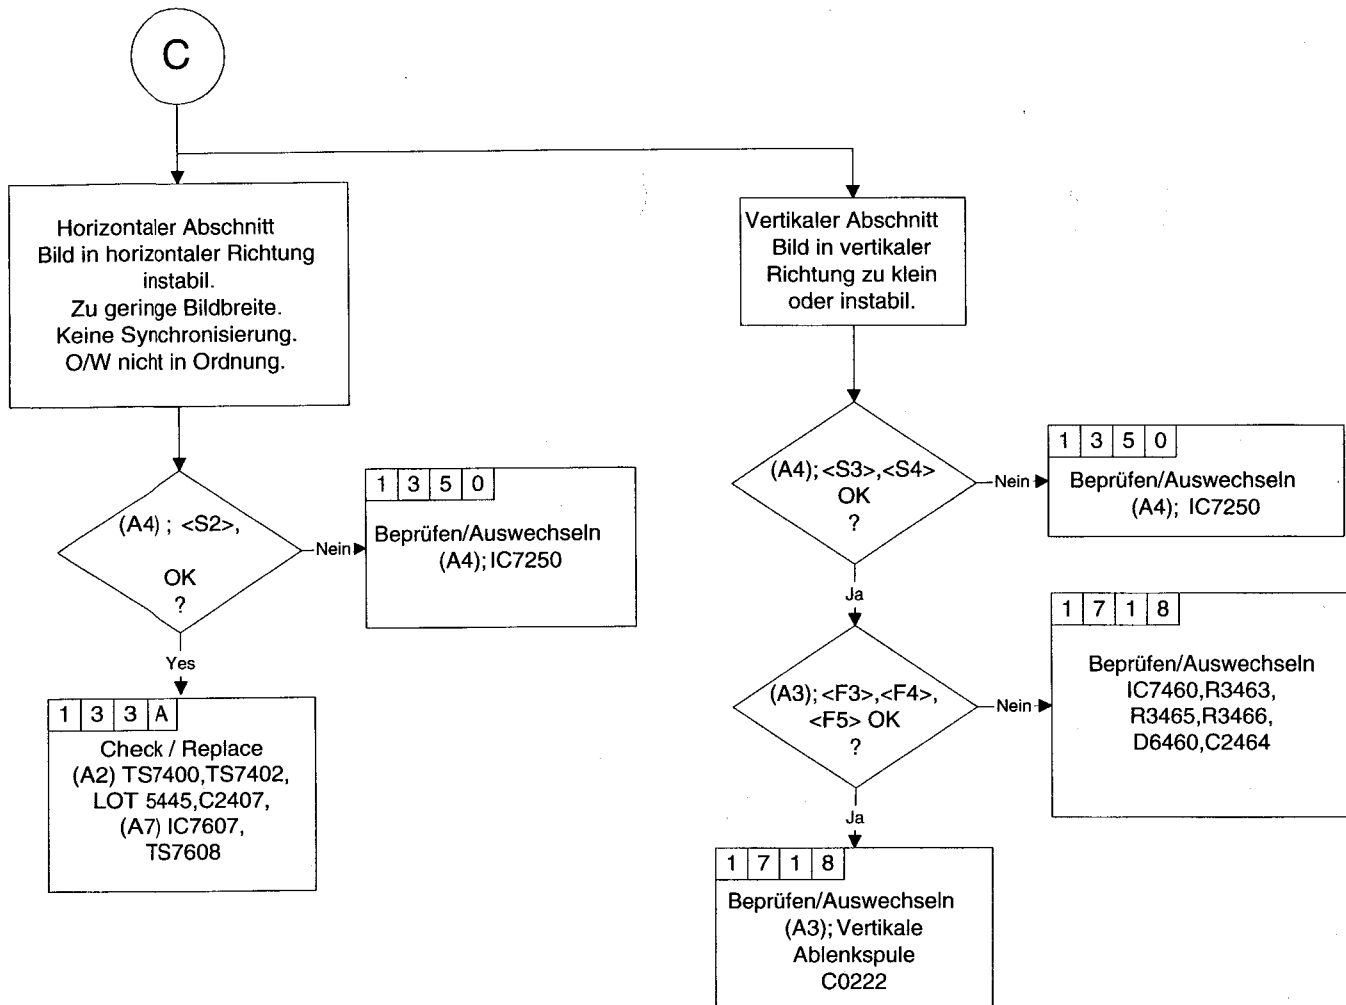 C
Horizontaler Abschnitt
Bild in horizontaler Richtung
instabil.
Zu geringe Bildbreite.
Keine Synchronisierung.
O/W nicht in Ordnung.
(A4) ; <S2>,
OK
?
Nein
1 3 5 0
Beprüfen/Auswechseln
(A4); IC7250
Yes
1 3 3 A
Check / Replace
(A2) TS7400,TS7402,
LOT 5445,C2407,
(A7) IC7607,
TS7608
Vertikaler Abschnitt
Bild in vertikaler
Richtung zu klein
oder instabil.
(A4); <S3>,<S4>
OK
?
Nein
1 3 5 0
Beprüfen/Auswechseln
(A4); IC7250
Ja
(A3); <F3>,<F4>,
<F5> OK
?
Nein
1 7 1 8
Beprüfen/Auswechseln
IC7460,R3463,
R3465,R3466,
D6460,C2464
Ja
1 7 1 8
Beprüfen/Auswechseln
(A3); Vertikale
Ablenkspule
C0222